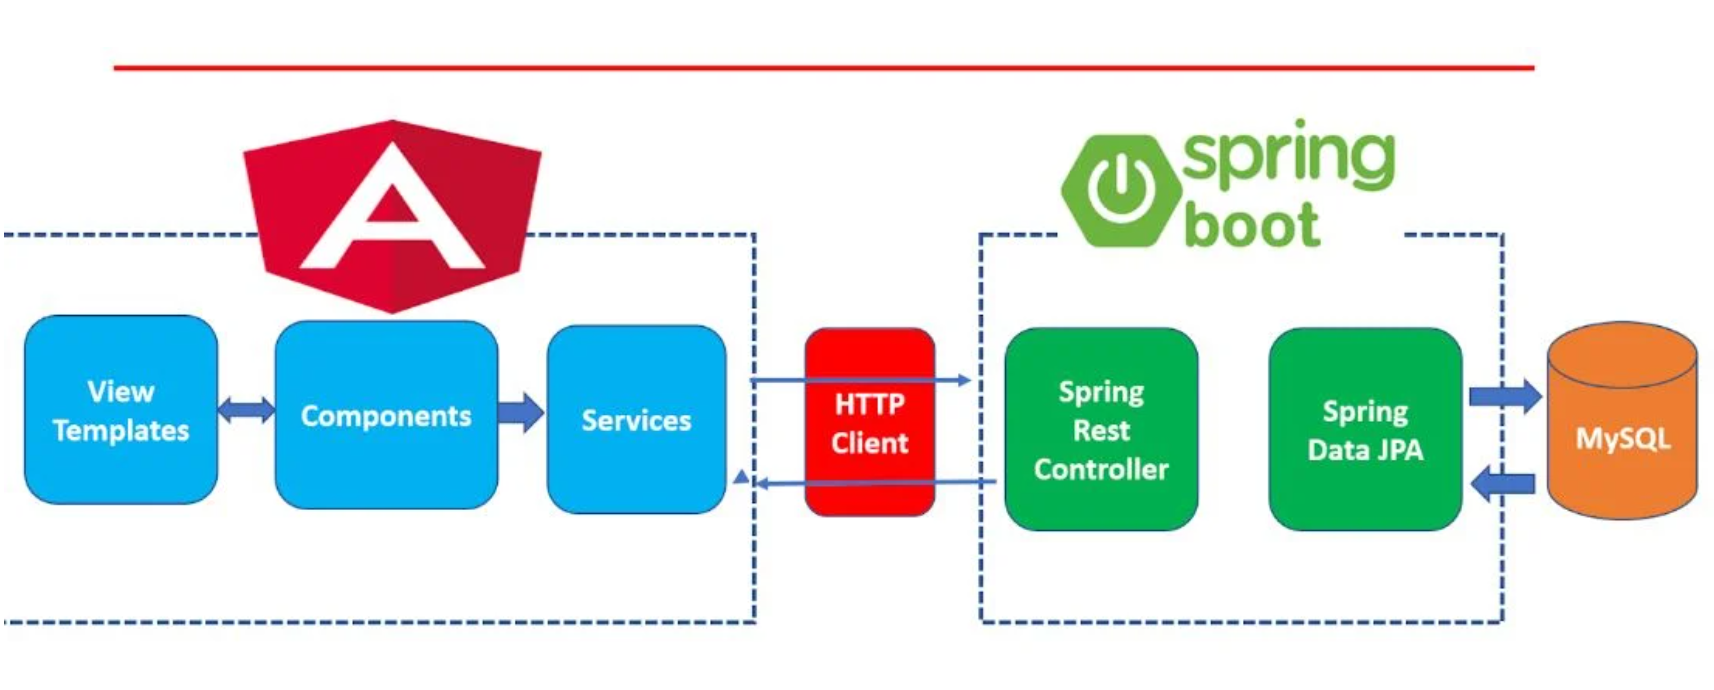 spring
boot
View
Templates
Components
Services
HTTP
Client
Spring
Rest
Controller
Spring
Data JPA
MySQL